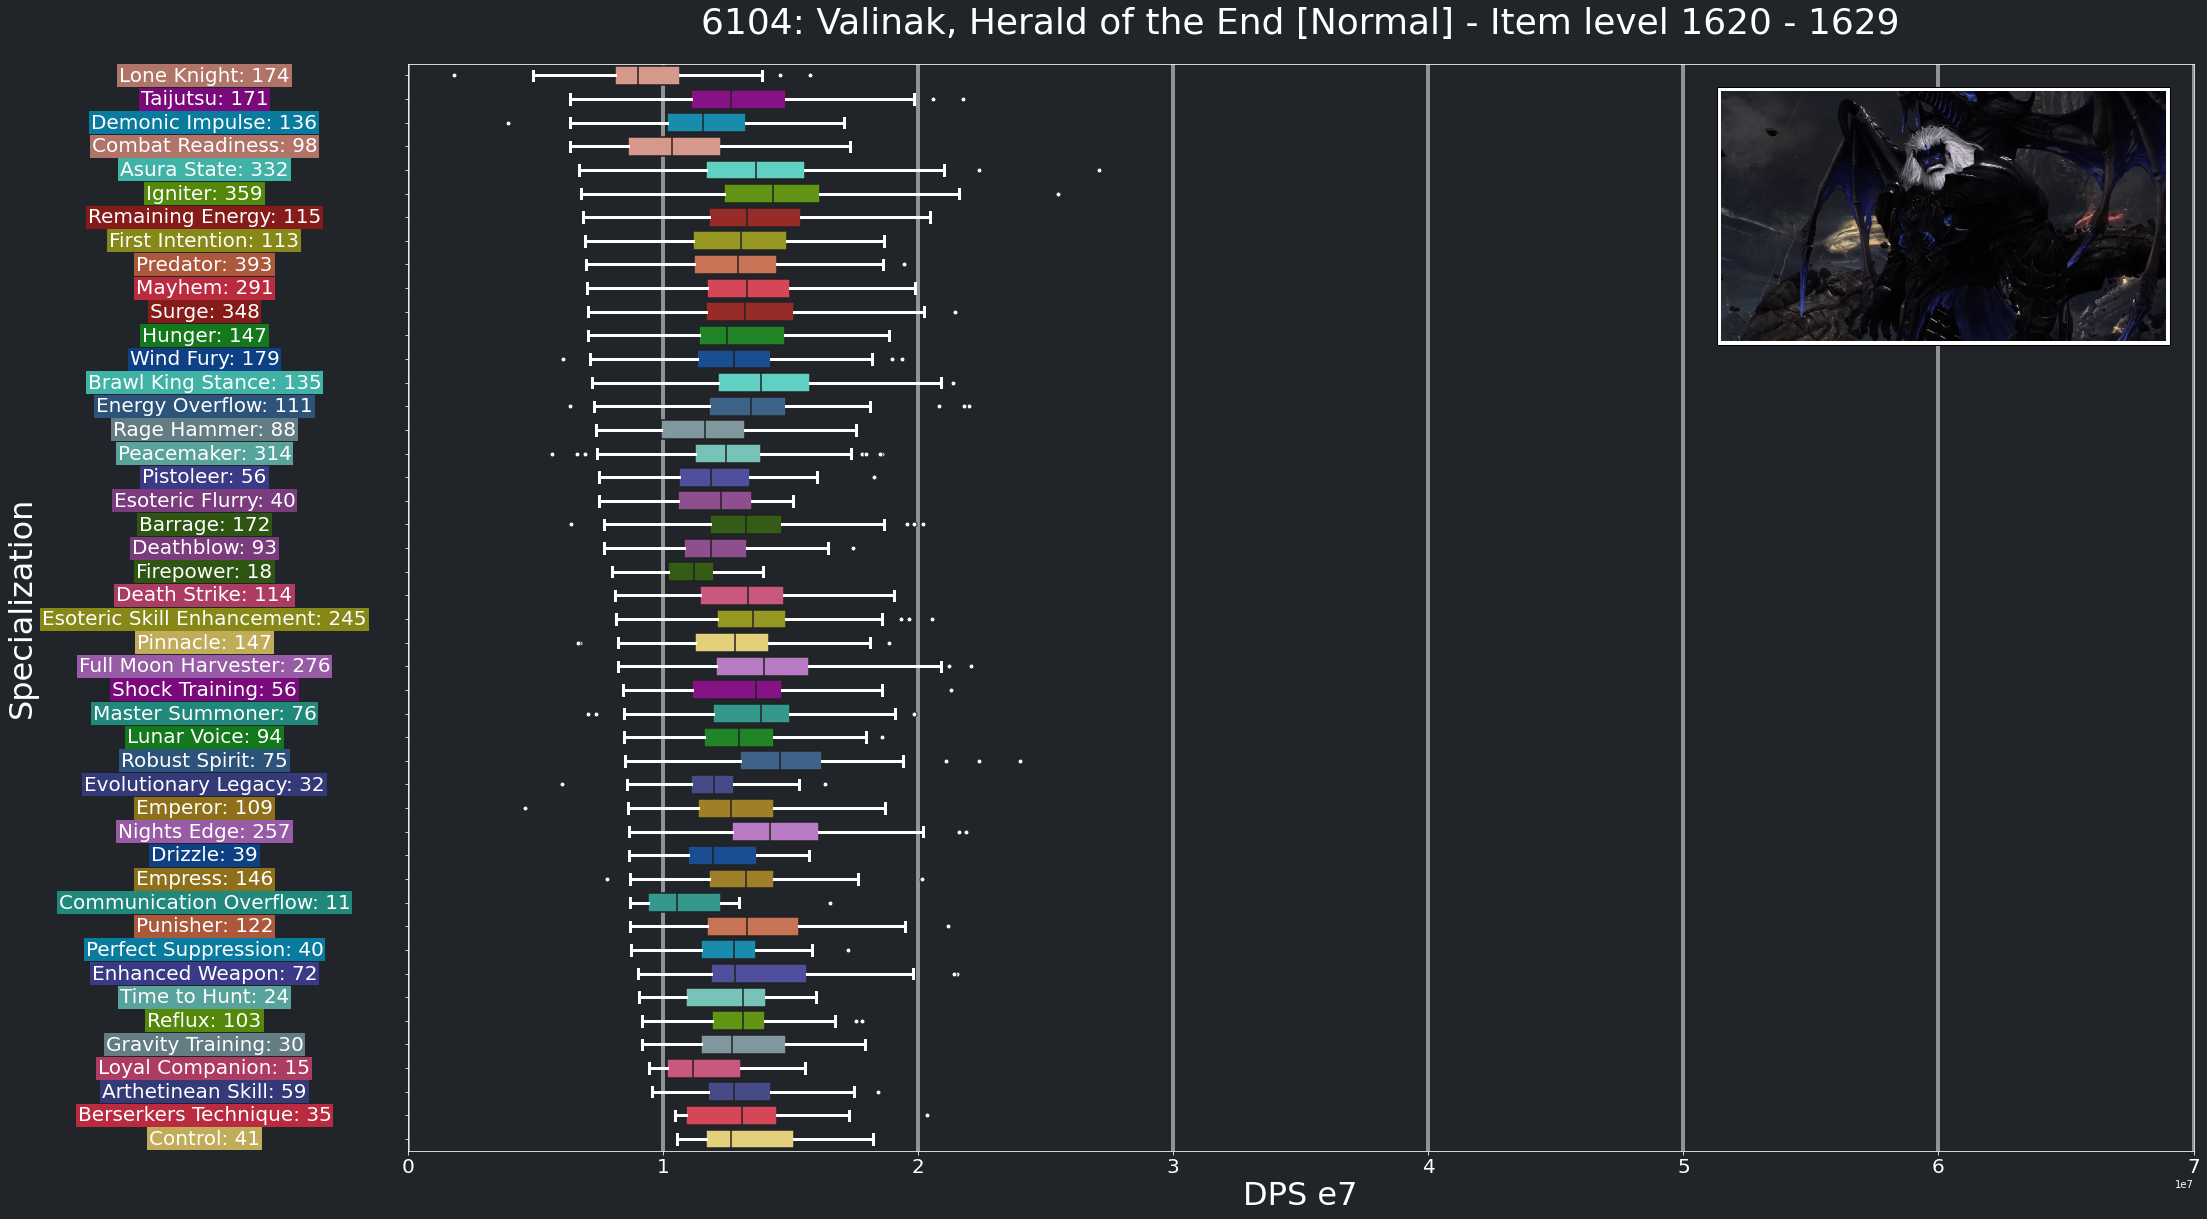 6104: Valinak, Herald of the End [Normal] - Item level 1620 - 1629
Specialization
Lone Knight: 174
Taijutsu: 171
Demonic Impulse: 136
Combat Readiness: 98
Asura State: 332
Igniter: 359
Remaining Energy: 115
First Intention: 113
Predator: 393
Mayhem: 291
Surge: 348
Hunger: 147
Wind Fury: 179
Brawl King Stance: 135
Energy Overflow: 111
Rage Hammer: 88
Peacemaker: 314
Pistoleer: 56
Esoteric Flurry: 40
Barrage: 172
Deathblow: 93
Firepower: 18
Death Strike: 114
Esoteric Skill Enhancement: 245
Pinnacle: 147
Full Moon Harvester: 276
Shock Training: 56
Master Summoner: 76
Lunar Voice: 94
Robust Spirit: 75
Evolutionary Legacy: 32
Emperor: 109
Nights Edge: 257
Drizzle: 39
Empress: 146
Communication Overflow: 11
Punisher: 122
Perfect Suppression: 40
Enhanced Weapon: 72
Time to Hunt: 24
Reflux: 103
Gravity Training: 30
Loyal Companion: 15
Arthetinean Skill: 59
Berserkers Technique: 35
Control: 41
0 1 2 3 4 5 6 7
1e7
DPS e7